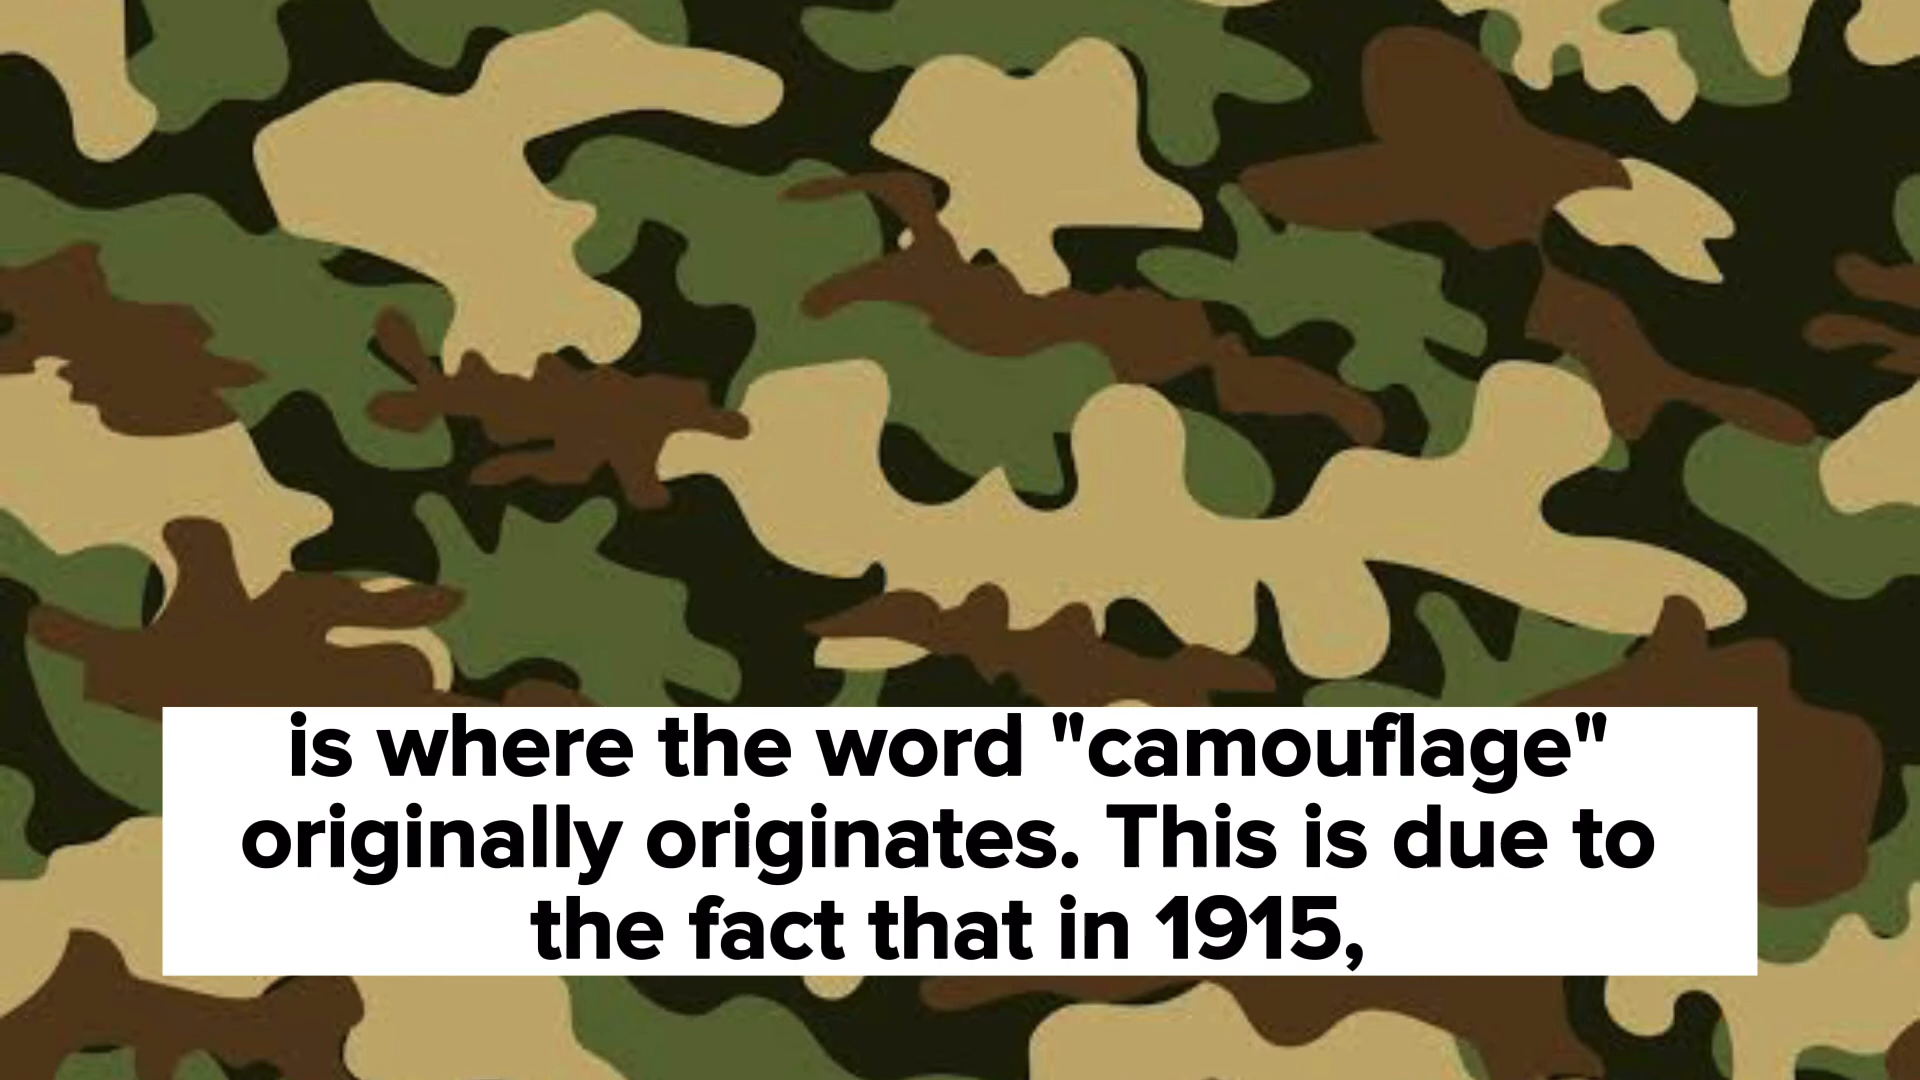 is where the word "camouflage"
originally originates. This is due to
the fact that in 1915,